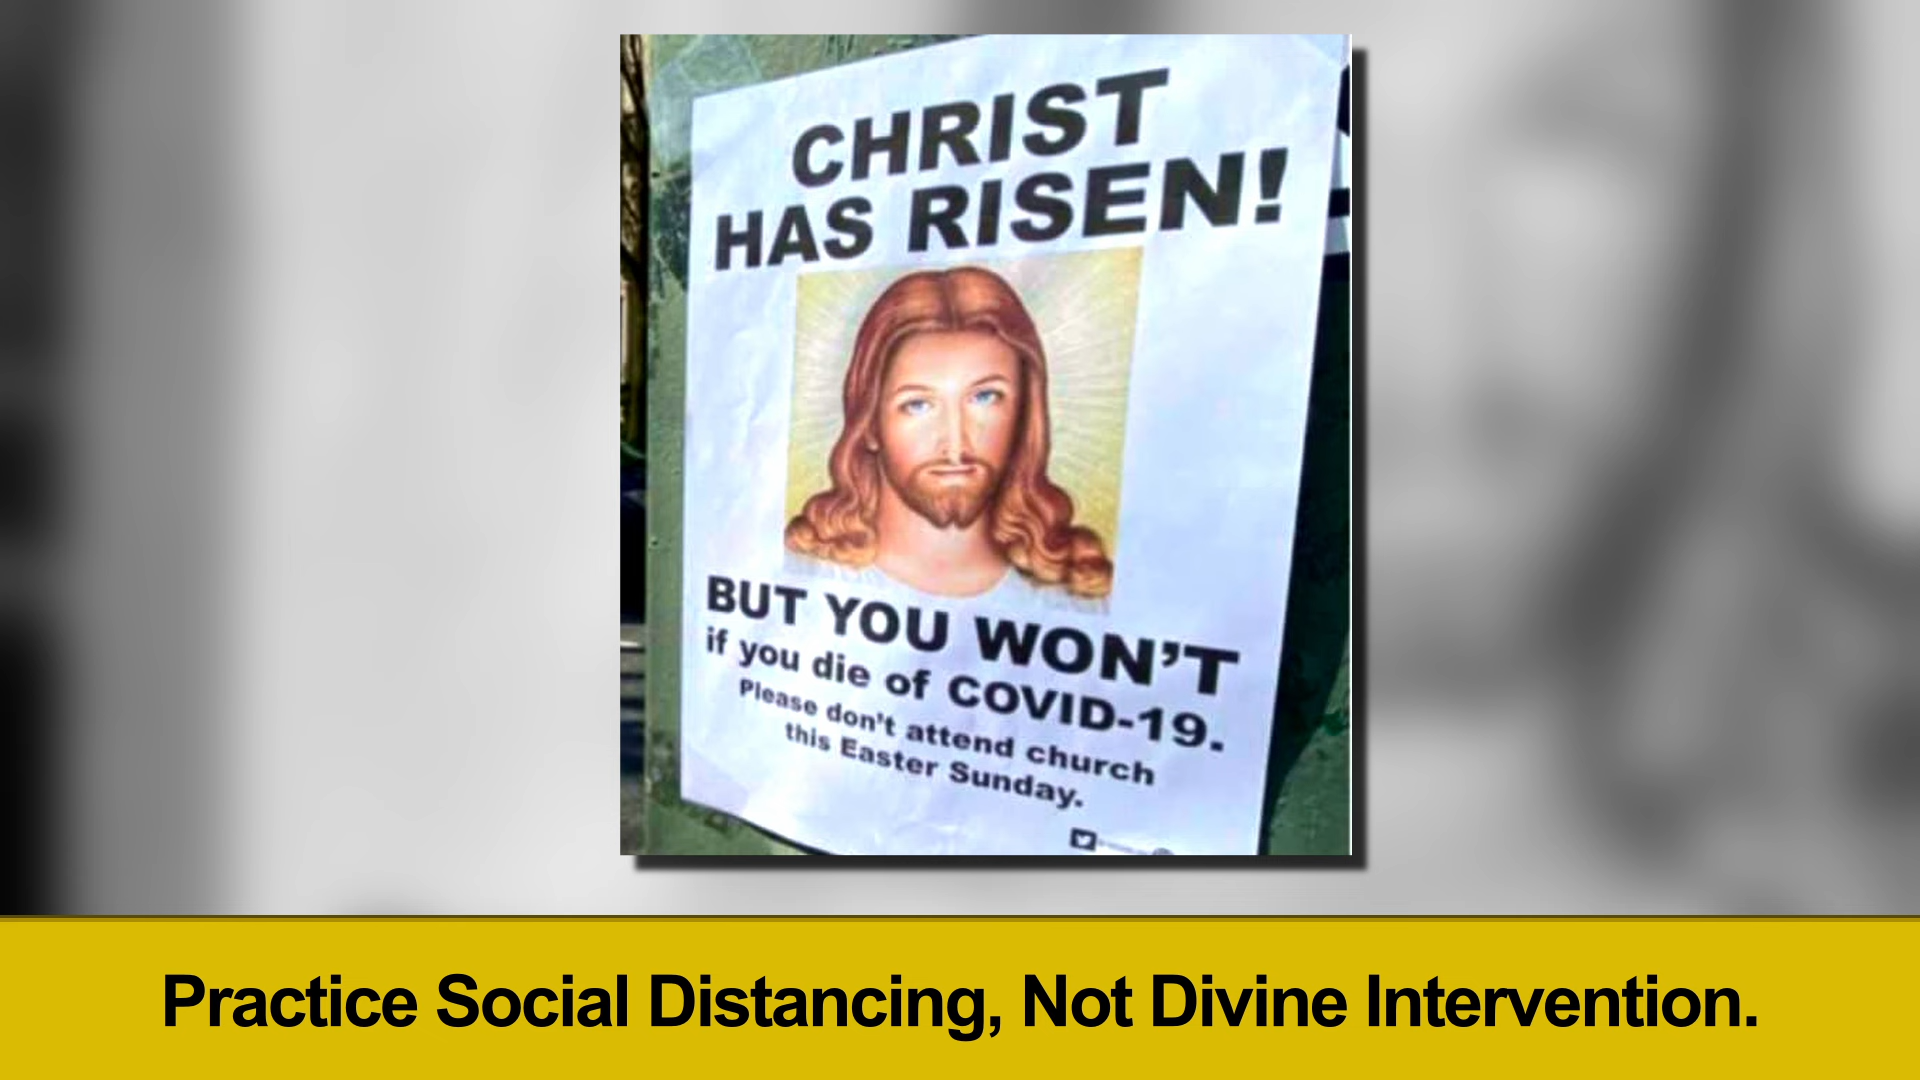 CHRIST
HAS RISEN!
BUT YOU WON'T
if you die of COVID-19.
Please don't attend church
this Easter Sunday.
Practice Social Distancing, Not Divine Intervention.